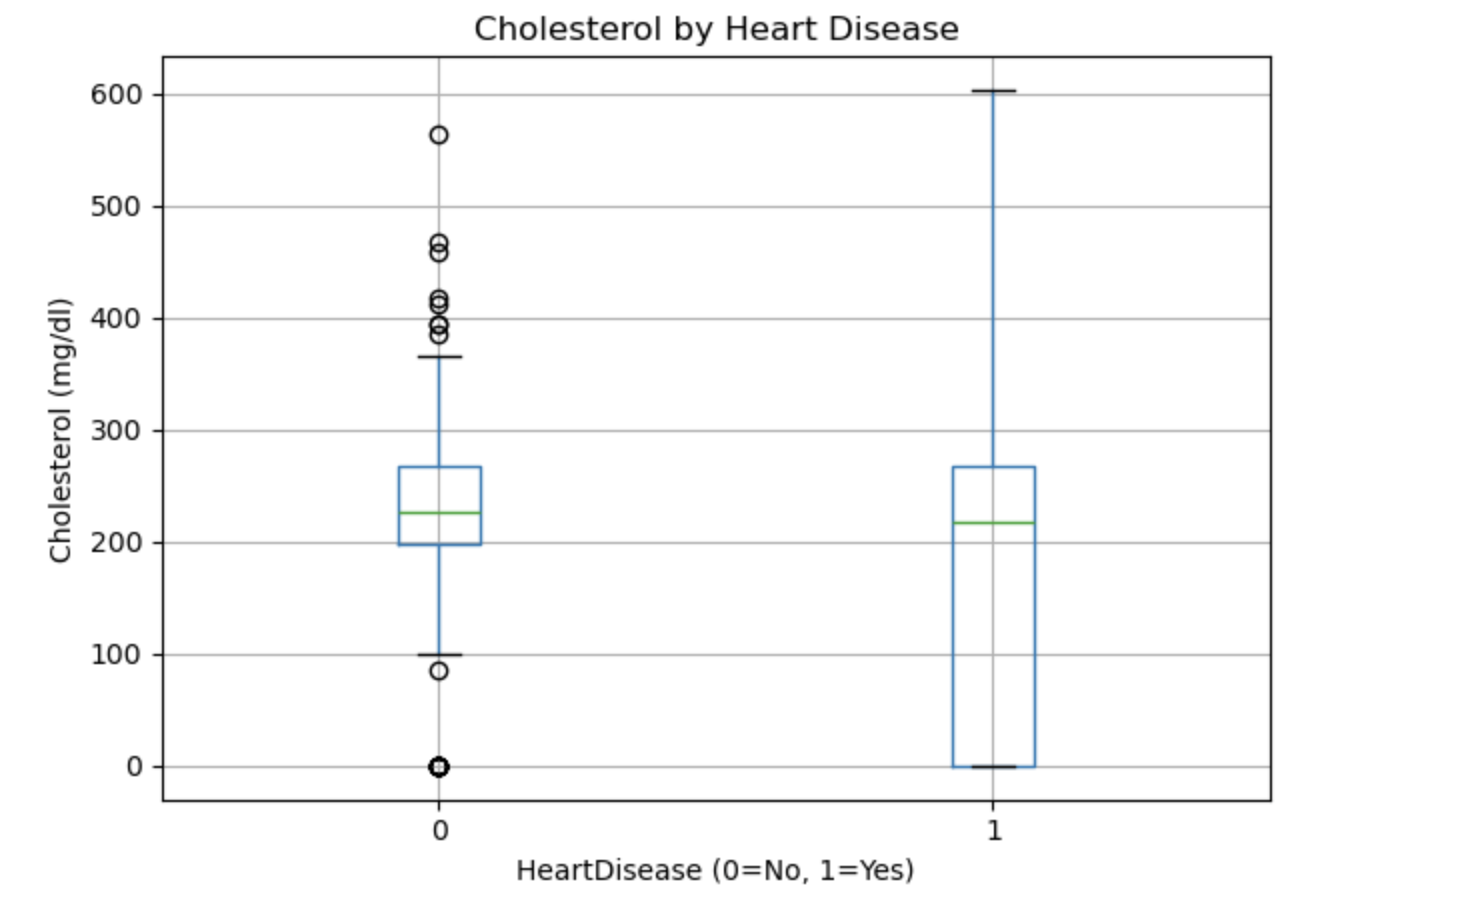 Cholesterol by Heart Disease
600
500
400
300
200
100
0
Cholesterol (mg/dl)
0 1
HeartDisease (0=No, 1=Yes)